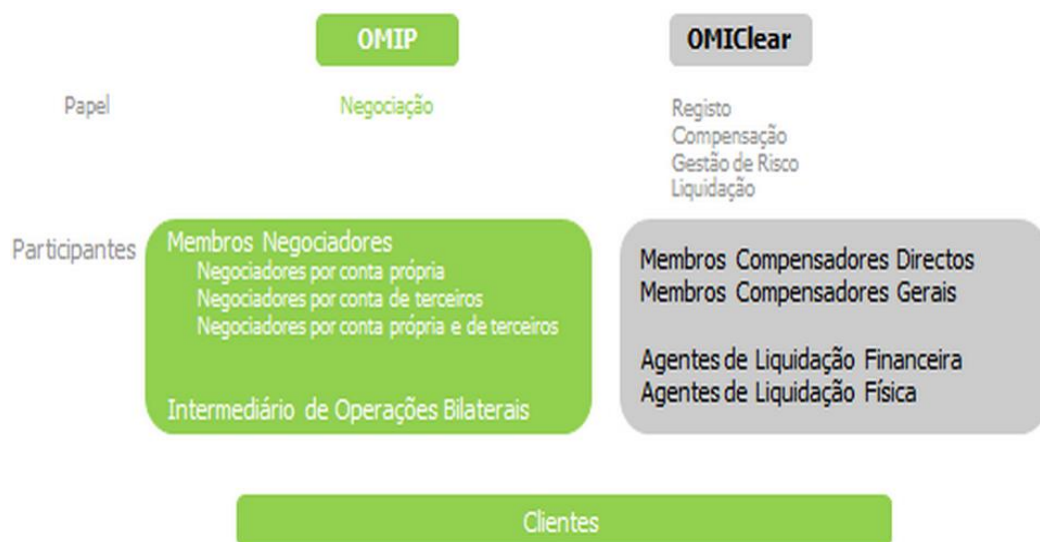 OMIP
OMIClear
Papel
Negociação
Registo
Compensação
Gestão de Risco
Liquidação
Participantes
Membros Negociadores
Negociadores por conta própria
Negociadores por conta de terceiros
Negociadores por conta própria e de terceiros
Intermediário de Operações Bilaterais
Membros Compensadores Directos
Membros Compensadores Gerais
Agentes de Liquidação Financeira
Agentes de Liquidação Física
Clientes